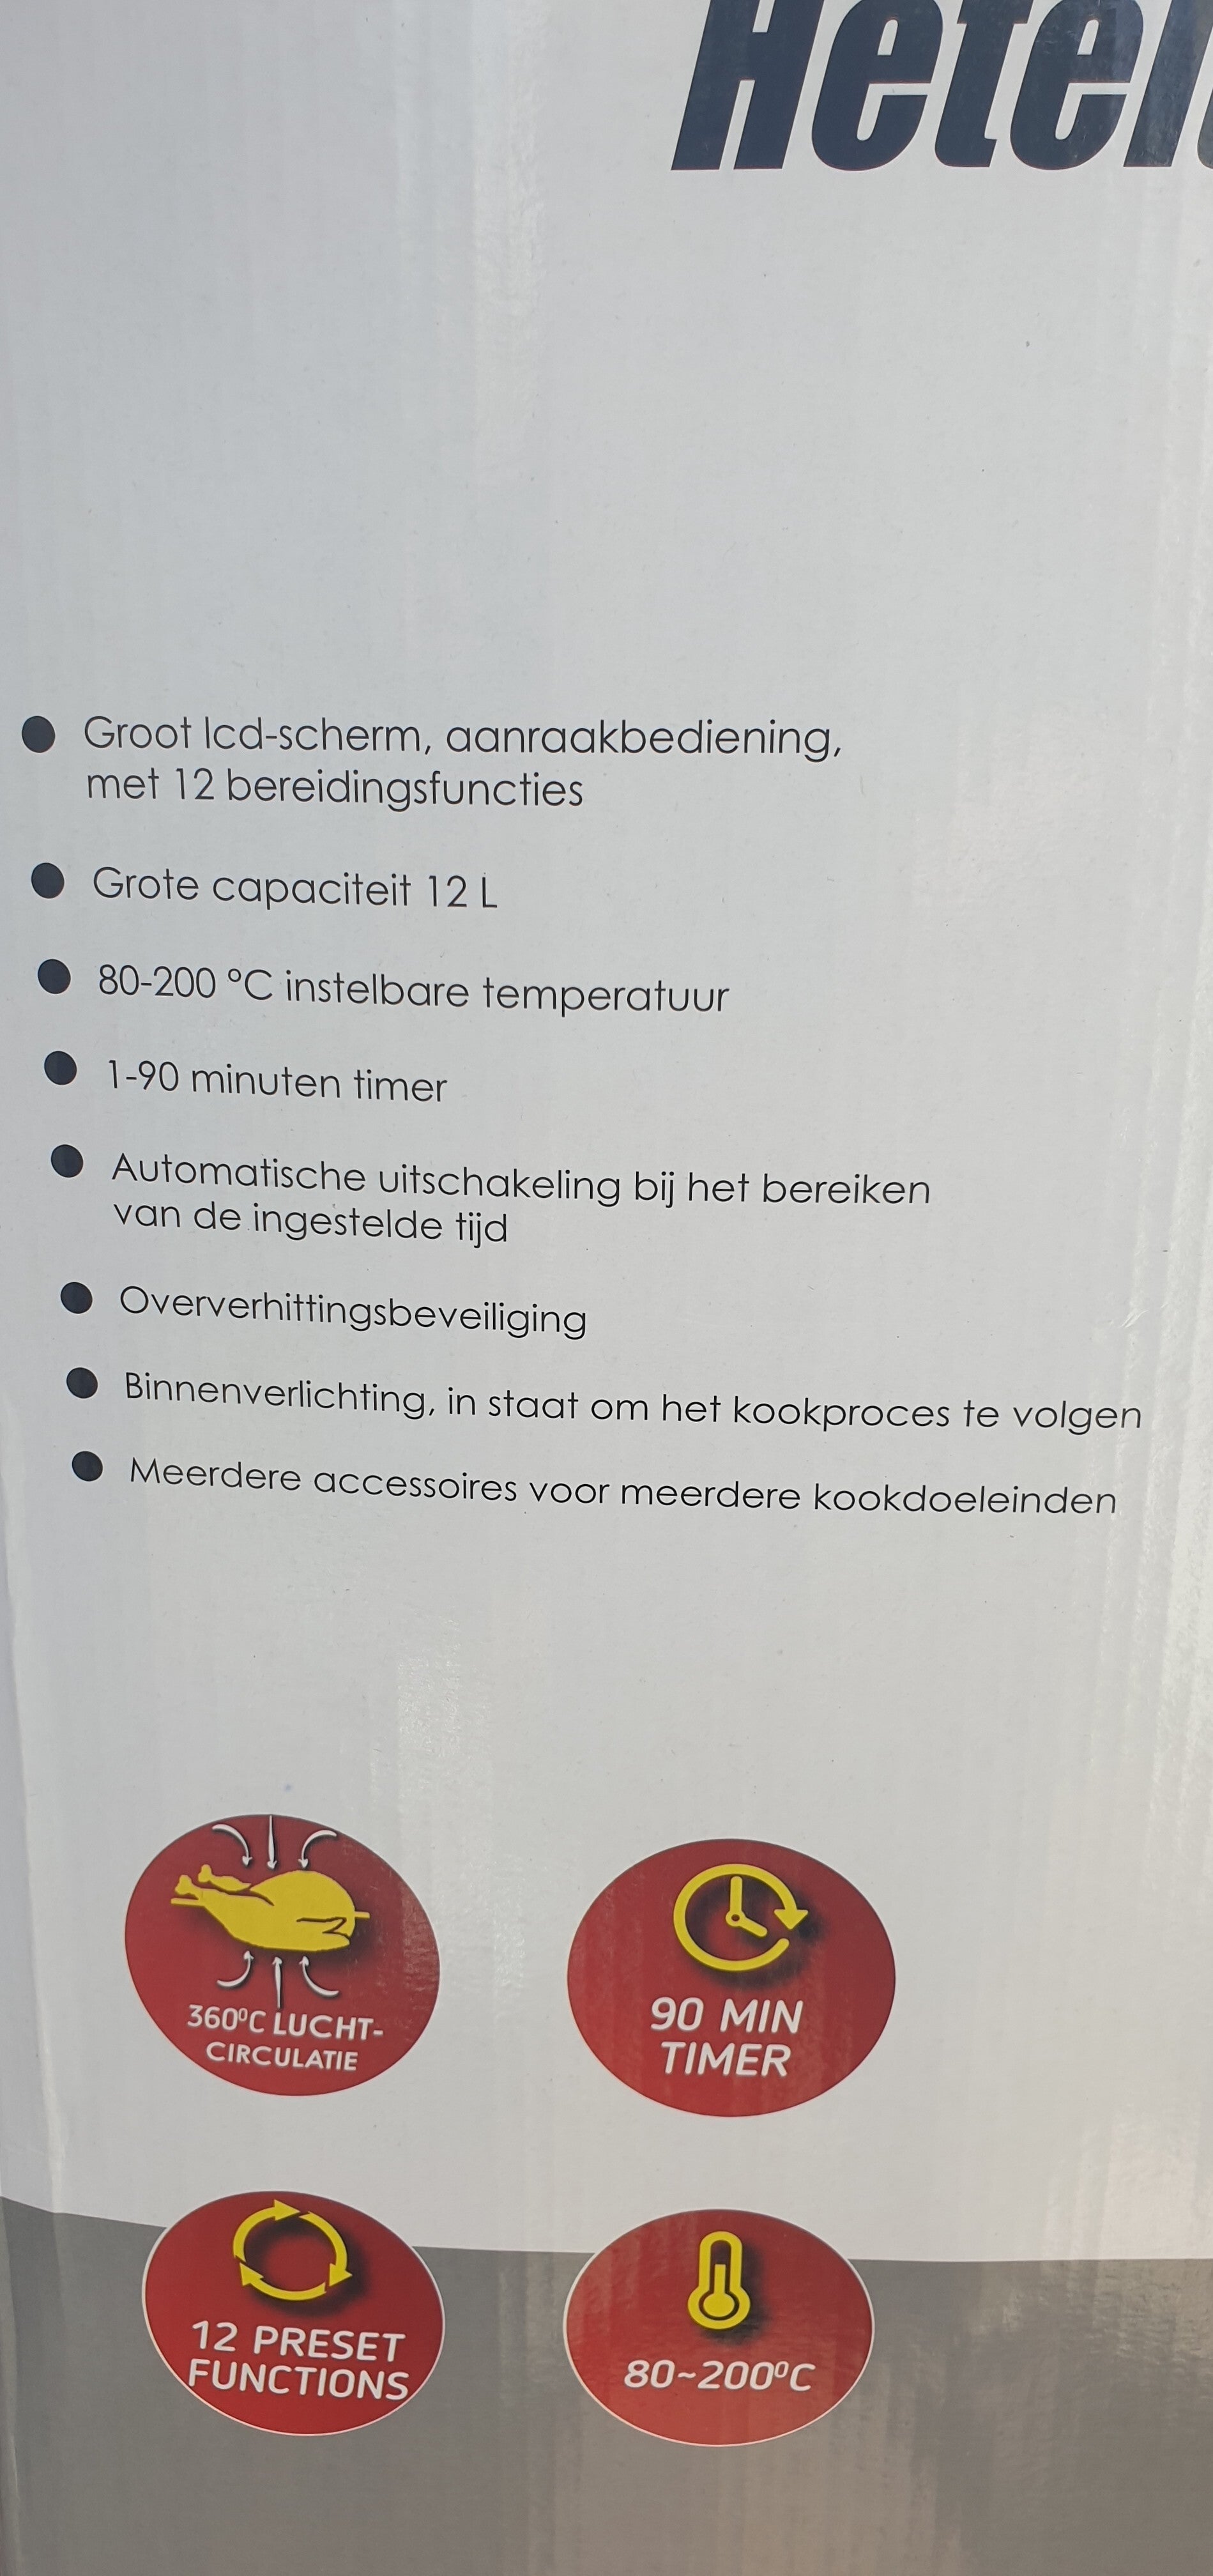 Groot lcd-scherm, aanraakbediening,
met 12 bereidingsfuncties
Grote capaciteit 12 L
80-200 °C instelbare temperatuur
1-90 minuten timer
Automatische uitschakeling bij het bereiken
van de ingestelde tijd
Oververhittingsbeveiliging
Binnenverlichting, in staat om het kookproces te volgen
Meerdere accessoires voor meerdere kookdoeleinden
360°C LUCHT-
CIRCULATIE
90 MIN
TIMER
12 PRESET
FUNCTIONS
80~200°C